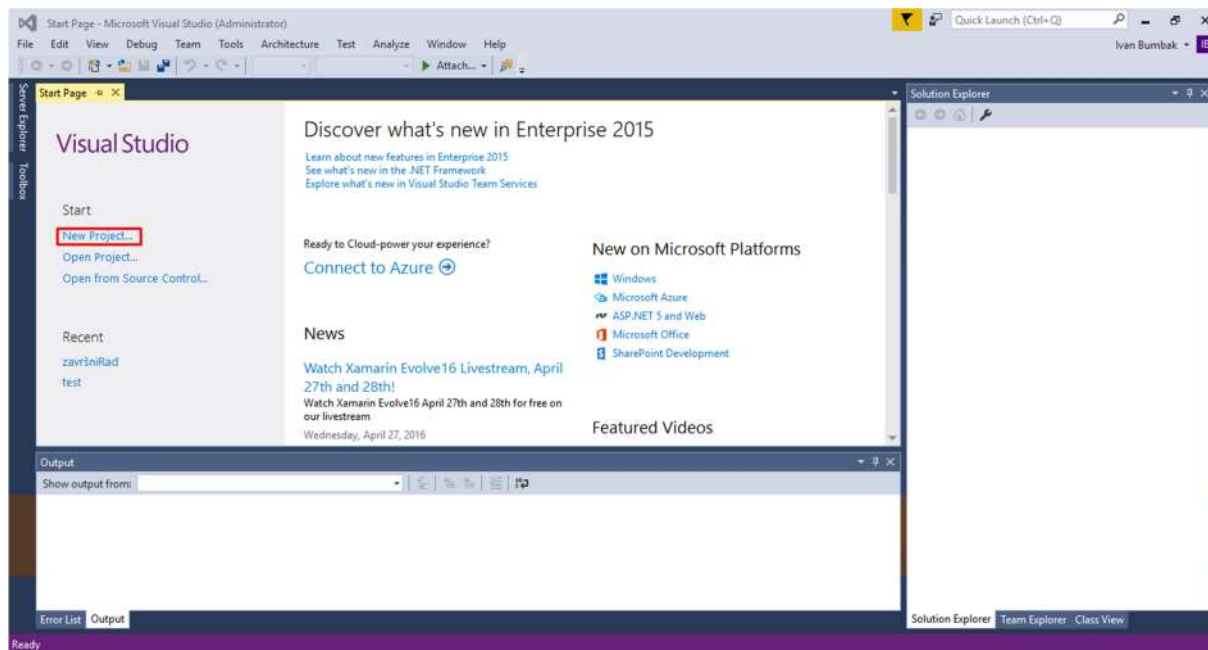 Start Page - Microsoft Visual Studio (Administrator)
Quick Launch (Ctrl+Q)
File Edit View Debug Team Tools Architecture Test Analyze Window Help
Ivan Bumbak
Attach...
Server Explorer
Toolbox
Start Page
Visual Studio
Start
New Project...
Open Project...
Open from Source Control...
Recent
završniRad
test
Discover what's new in Enterprise 2015
Learn about new features in Enterprise 2015
See what's new in the .NET Framework
Explore what's new in Visual Studio Team Services
Ready to Cloud-power your experience?
Connect to Azure
News
Watch Xamarin Evolve16 Livestream, April
27th and 28th!
Watch Xamarin Evolve16 April 27th and 28th for free on
our livestream
Wednesday, April 27, 2016
New on Microsoft Platforms
Windows
Microsoft Azure
ASP.NET 5 and Web
Microsoft Office
SharePoint Development
Featured Videos
Solution Explorer
Output
Show output from:
Error List Output
Solution Explorer Team Explorer Class View
Ready